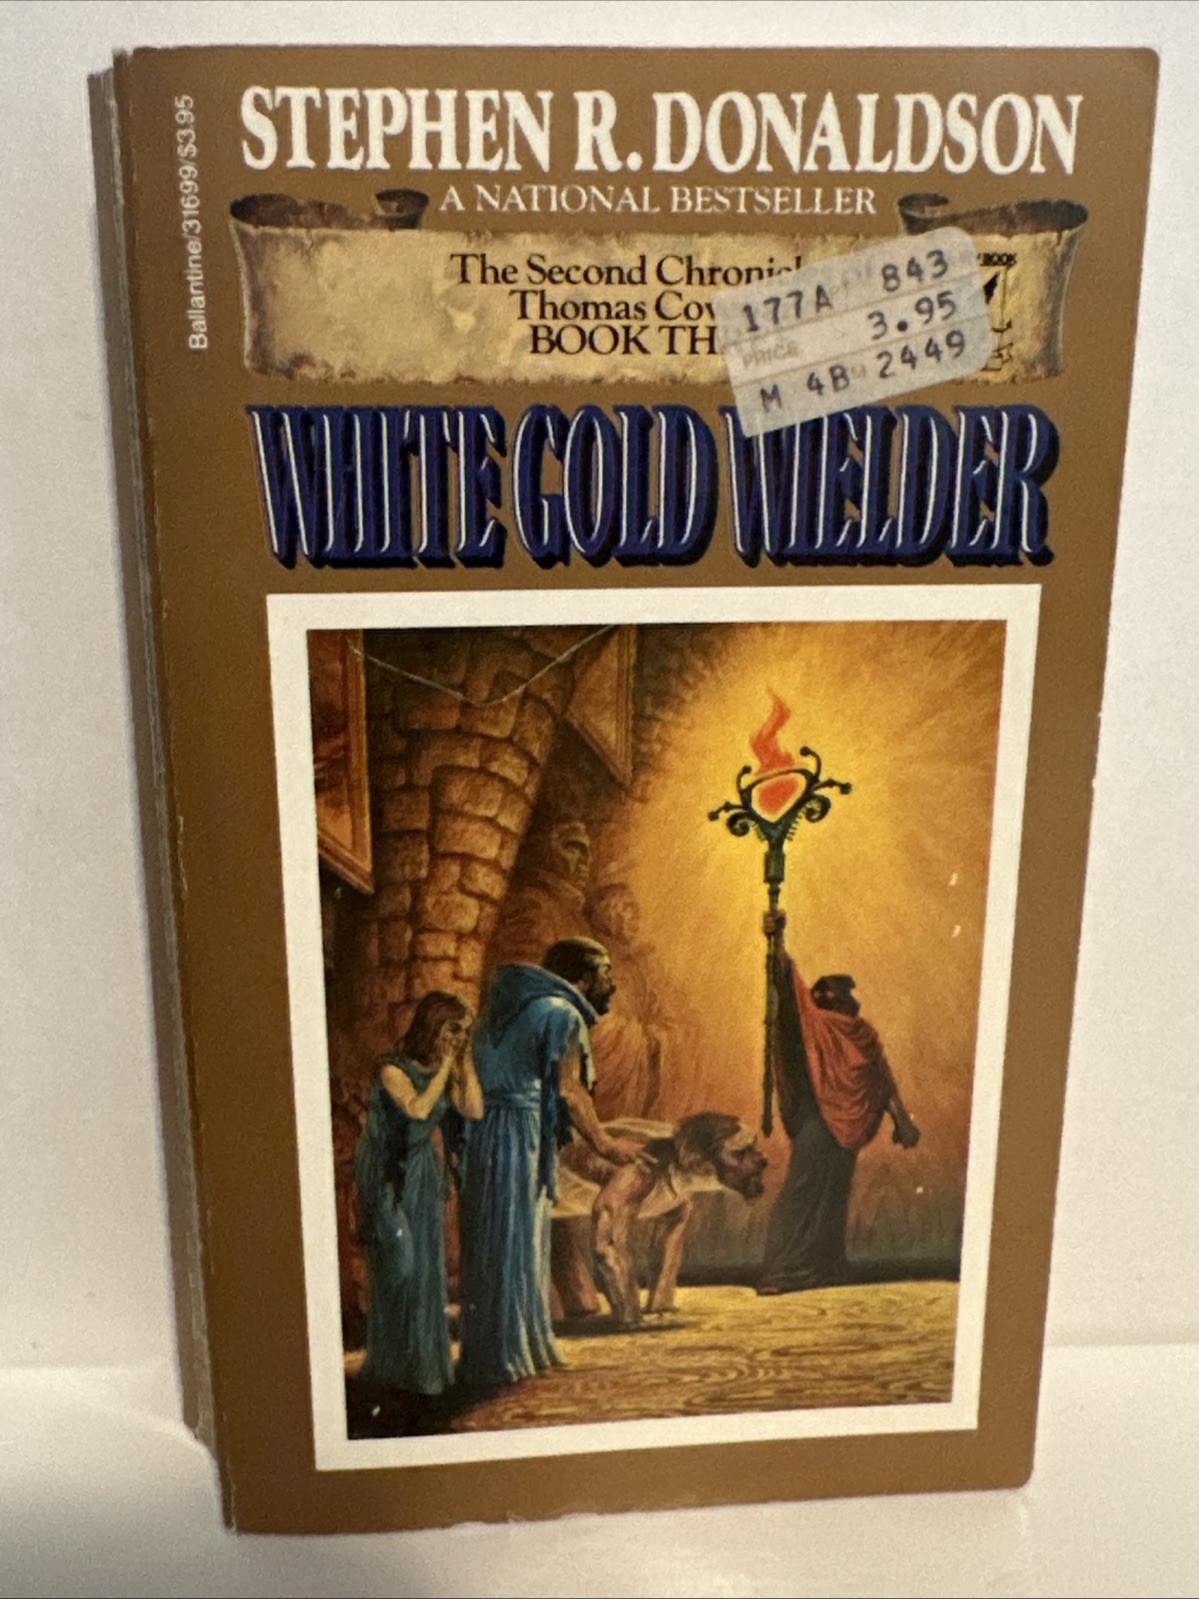 Ballantine/31699/$3.95
STEPHEN R. DONALDSON
A NATIONAL BESTSELLER
The Second Chronic
Thomas Cov
BOOK TH
BOOK
177A 843
PRICE 3.95
M 4B 2449
WHITE GOLD WIELDER